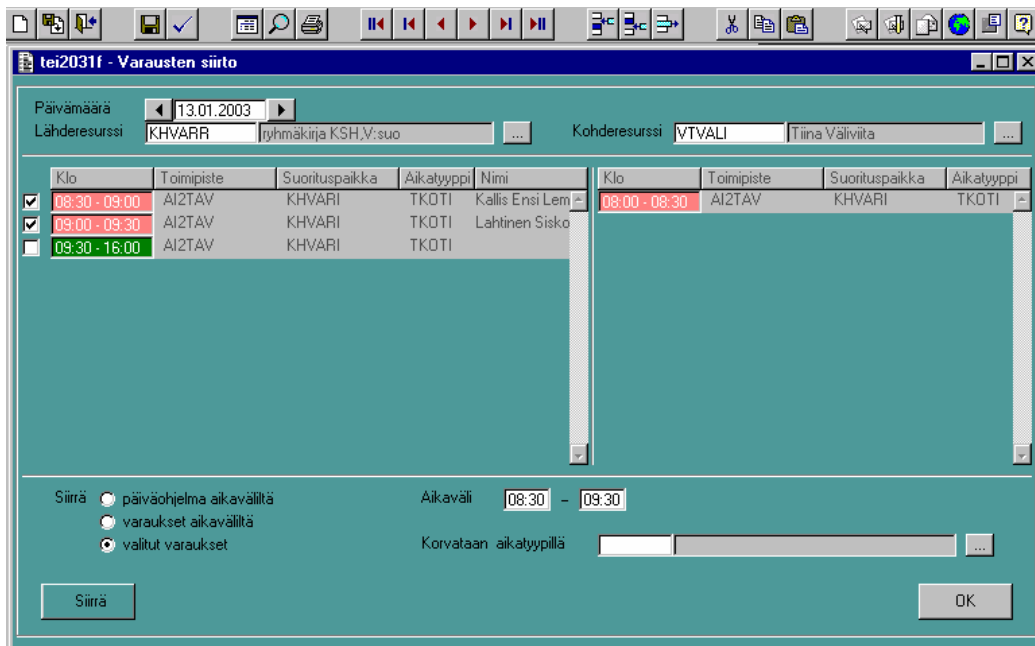 tei2031f - Varausten siirto
Päivämäärä 13.01.2003
Lähderesurssi KHVARR ryhmäkirja KSH,V:suo ... Kohderesurssi VTVALI Tiina Väliviita ...
Klo Toimipiste Suorituspaikka Aikatyyppi Nimi Klo Toimipiste Suorituspaikka Aikatyyppi
08:30 - 09:00 AI2TAV KHVARI TKOTI Kallis Ensi Lem 08:00 - 08:30 AI2TAV KHVARI TKOTI
09:00 - 09:30 AI2TAV KHVARI TKOTI Lahtinen Sisko
09:30 - 16:00 AI2TAV KHVARI TKOTI
Siirrä päiväohjelma aikaväliltä Aikaväli 08:30 - 09:30
varaukset aikaväliltä
valitut varaukset Korvataan aikatyypillä ...
Siirrä OK